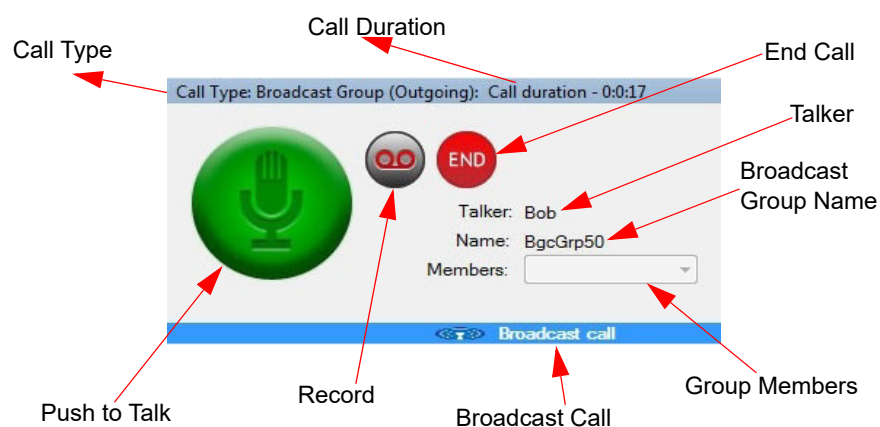 Call Duration
Call Type
End Call
Call Type: Broadcast Group (Outgoing): Call duration - 0:0:17
Talker
END
Broadcast
Group Name
Talker: Bob
Name: BgcGrp50
Members:
Broadcast call
Group Members
Record
Push to Talk
Broadcast Call